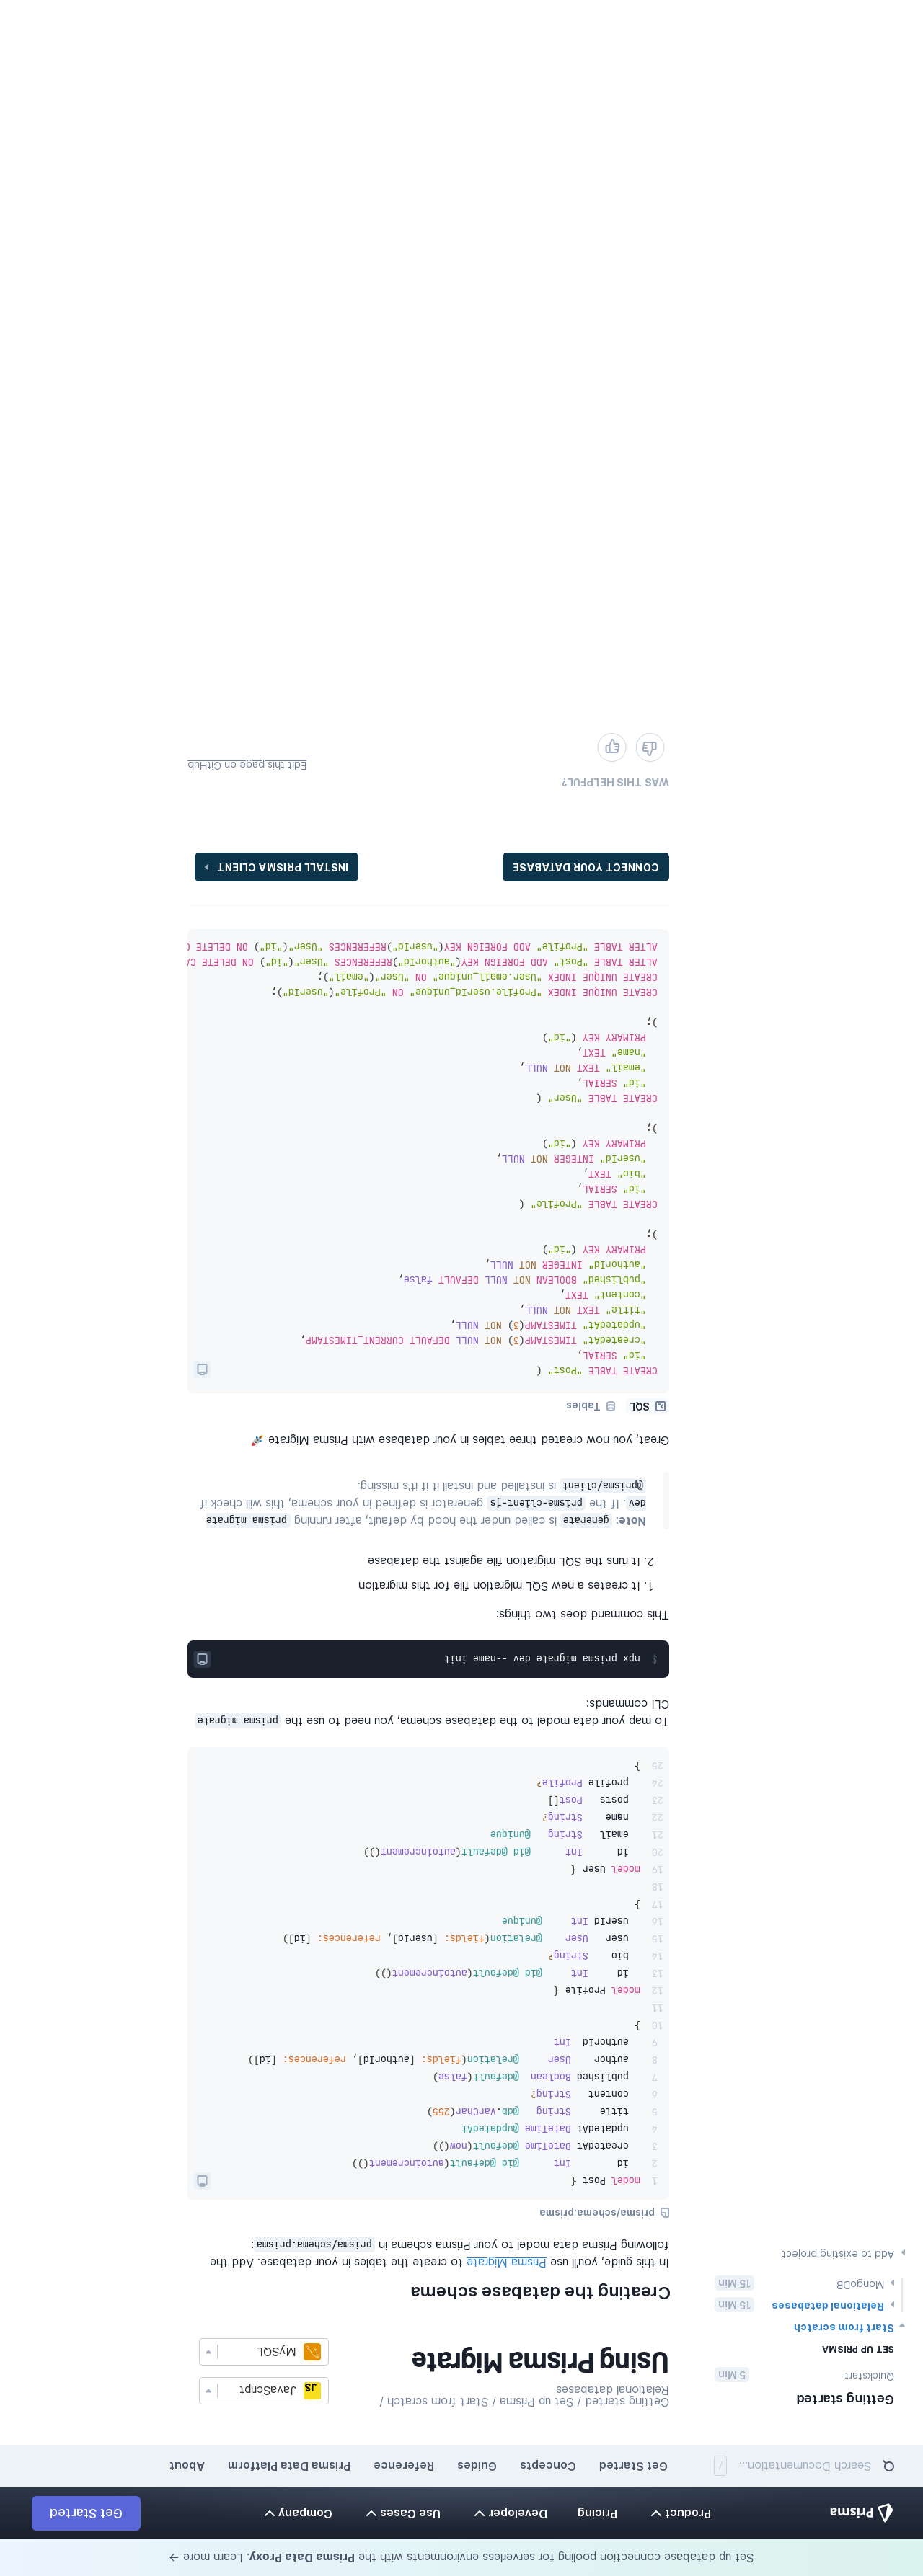 Set up database connection pooling for serverless environments with the Prisma Data Proxy. Learn more →
Prisma
Product
Pricing
Developer
Use Cases
Company
Get Started
Search Documentation... /
Get Started
Concepts
Guides
Reference
Prisma Data Platform
About
Getting started
Quickstart 5 Min
SET UP PRISMA
Start from scratch
Relational databases 15 Min
MongoDB 15 Min
Add to existing project
Getting started / Set up Prisma / Start from scratch /
Relational databases
Using Prisma Migrate
JS JavaScript
MySQL
Creating the database schema
In this guide, you'll use Prisma Migrate to create the tables in your database. Add the
following Prisma data model to your Prisma schema in prisma/schema.prisma:
prisma/schema.prisma
1 model Post {
2   id        Int      @id @default(autoincrement())
3   createdAt DateTime @default(now())
4   updatedAt DateTime @updatedAt
5   title     String   @db.VarChar(255)
6   content   String?
7   published Boolean  @default(false)
8   author    User     @relation(fields: [authorId], references: [id])
9   authorId  Int
10 }
11
12 model Profile {
13   id     Int     @id @default(autoincrement())
14   bio    String?
15   user   User    @relation(fields: [userId], references: [id])
16   userId Int     @unique
17 }
18
19 model User {
20   id      Int      @id @default(autoincrement())
21   email   String   @unique
22   name    String?
23   posts   Post[]
24   profile Profile?
25 }
To map your data model to the database schema, you need to use the prisma migrate
CLI commands:
$ npx prisma migrate dev --name init
This command does two things:
1. It creates a new SQL migration file for this migration
2. It runs the SQL migration file against the database
Note: generate is called under the hood by default, after running prisma migrate
dev. If the prisma-client-js generator is defined in your schema, this will check if
@prisma/client is installed and install it if it's missing.
Great, you now created three tables in your database with Prisma Migrate 🚀
SQL
Tables
CREATE TABLE "Post" (
  "id" SERIAL,
  "createdAt" TIMESTAMP(3) NOT NULL DEFAULT CURRENT_TIMESTAMP,
  "updatedAt" TIMESTAMP(3) NOT NULL,
  "title" TEXT NOT NULL,
  "content" TEXT,
  "published" BOOLEAN NOT NULL DEFAULT false,
  "authorId" INTEGER NOT NULL,
  PRIMARY KEY ("id")
);
CREATE TABLE "Profile" (
  "id" SERIAL,
  "bio" TEXT,
  "userId" INTEGER NOT NULL,
  PRIMARY KEY ("id")
);
CREATE TABLE "User" (
  "id" SERIAL,
  "email" TEXT NOT NULL,
  "name" TEXT,
  PRIMARY KEY ("id")
);
CREATE UNIQUE INDEX "Profile.userId_unique" ON "Profile"("userId");
CREATE UNIQUE INDEX "User.email_unique" ON "User"("email");
ALTER TABLE "Post" ADD FOREIGN KEY("authorId")REFERENCES "User"("id") ON DELETE CA
ALTER TABLE "Profile" ADD FOREIGN KEY("userId")REFERENCES "User"("id") ON DELETE C
CONNECT YOUR DATABASE
INSTALL PRISMA CLIENT
WAS THIS HELPFUL?
Edit this page on GitHub